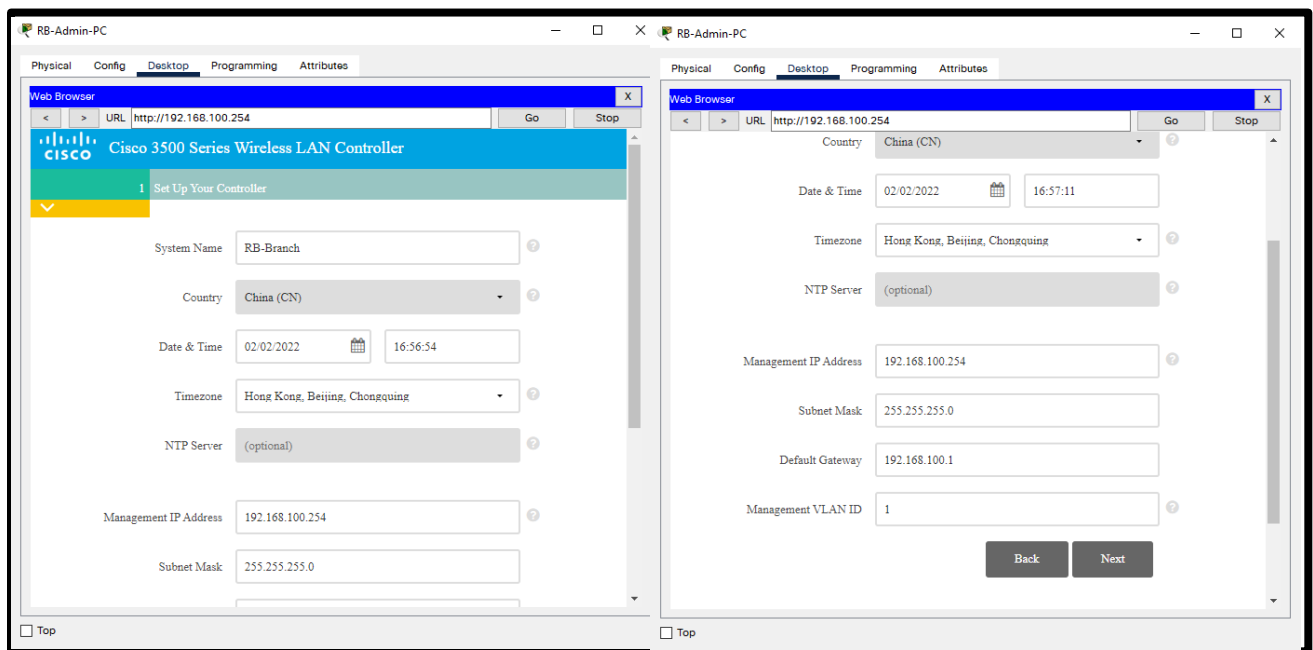 RB-Admin-PC
Physical Config Desktop Programming Attributes
Web Browser X
< > URL http://192.168.100.254 Go Stop
CISCO Cisco 3500 Series Wireless LAN Controller
1 Set Up Your Controller
System Name RB-Branch ?
Country China (CN) ?
Date & Time 02/02/2022 16:56:54
Timezone Hong Kong, Beijing, Chongquing ?
NTP Server (optional) ?
Management IP Address 192.168.100.254 ?
Subnet Mask 255.255.255.0
Top
RB-Admin-PC
Physical Config Desktop Programming Attributes
Web Browser X
< > URL http://192.168.100.254 Go Stop
Country China (CN) ?
Date & Time 02/02/2022 16:57:11
Timezone Hong Kong, Beijing, Chongquing ?
NTP Server (optional) ?
Management IP Address 192.168.100.254 ?
Subnet Mask 255.255.255.0
Default Gateway 192.168.100.1
Management VLAN ID 1 ?
Back Next
Top